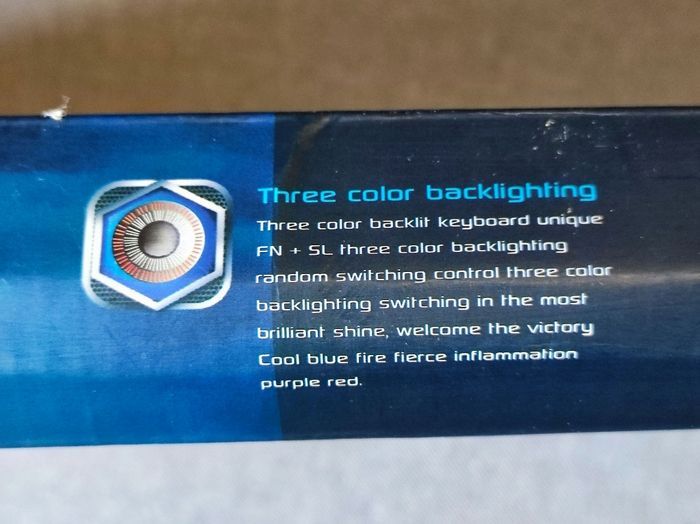 Three color backlighting
Three color backlit keyboard unique
FN + SL three color backlighting
random switching control three color
backlighting switching in the most
brilliant shine, welcome the victory
Cool blue fire fierce inflammation
purple red.